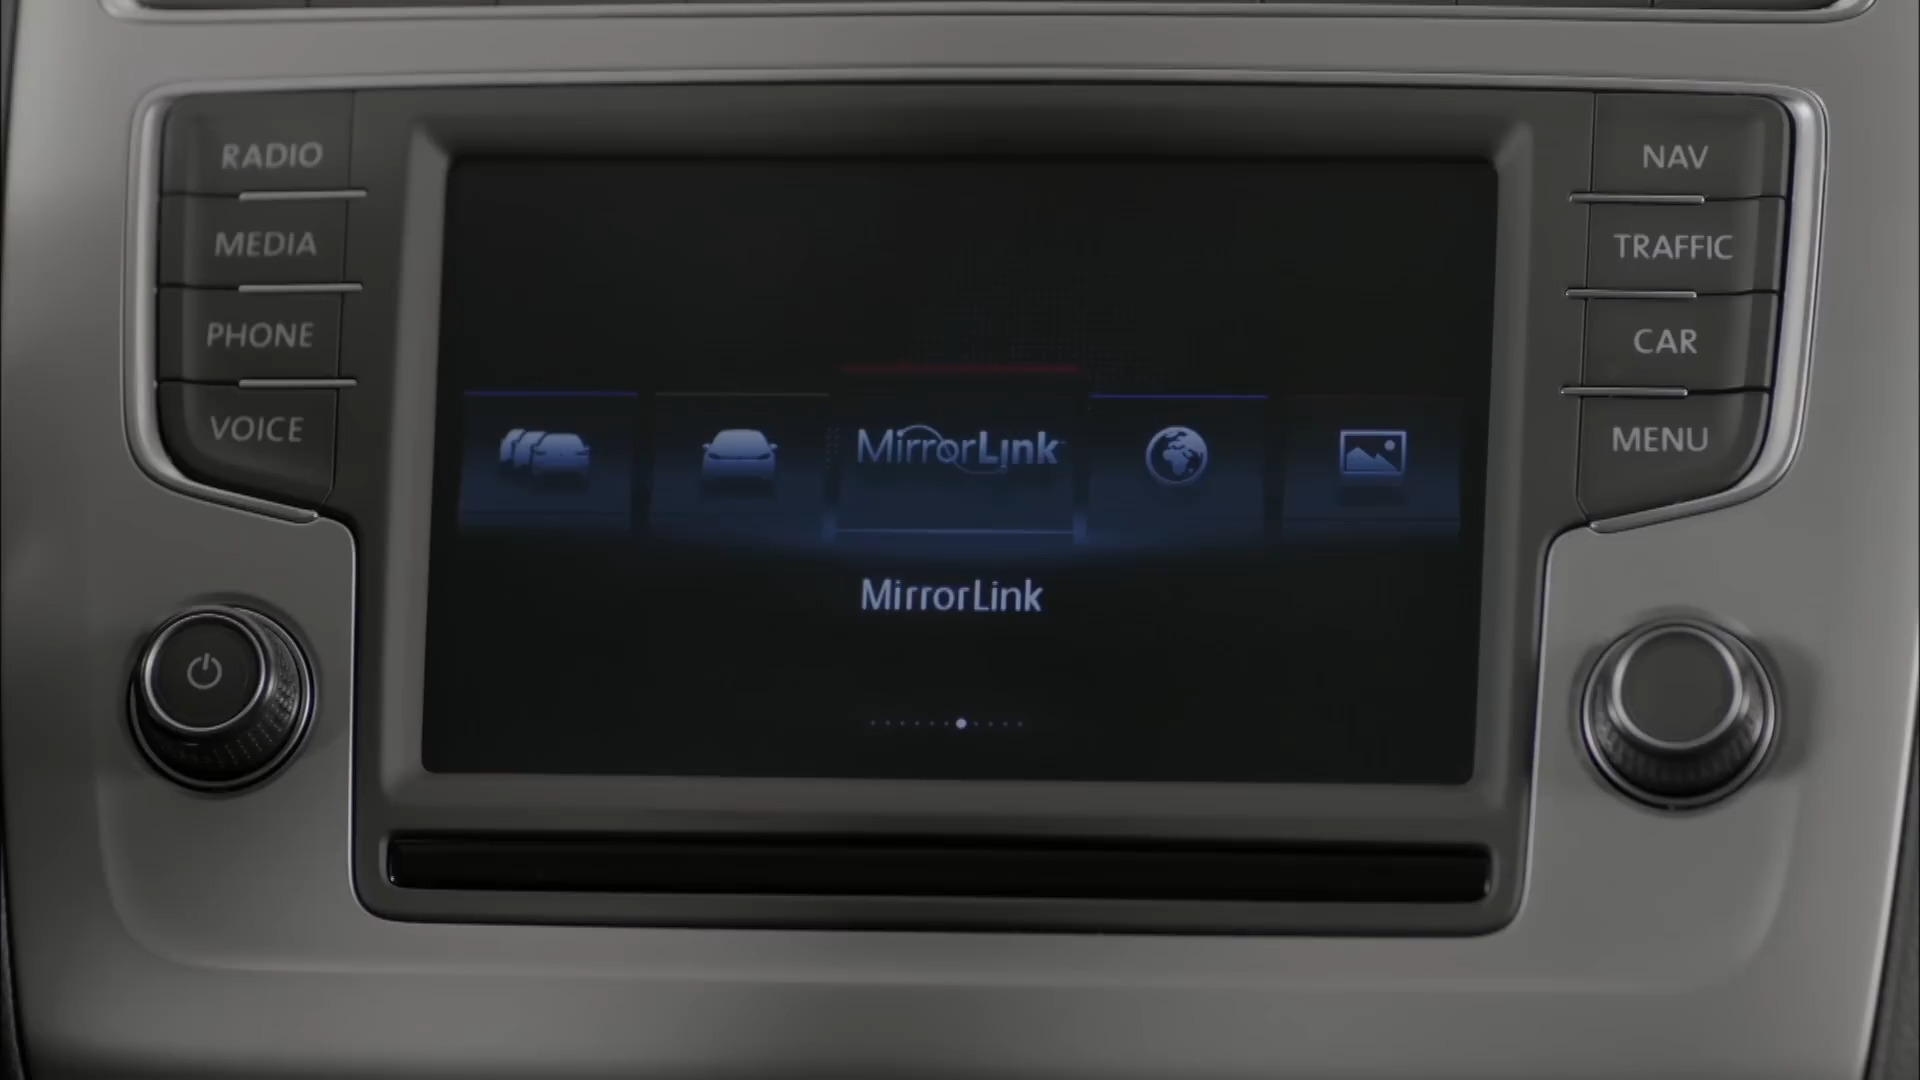 RADIO
MEDIA
PHONE
VOICE
MirrorLink
MirrorLink
NAV
TRAFFIC
CAR
MENU